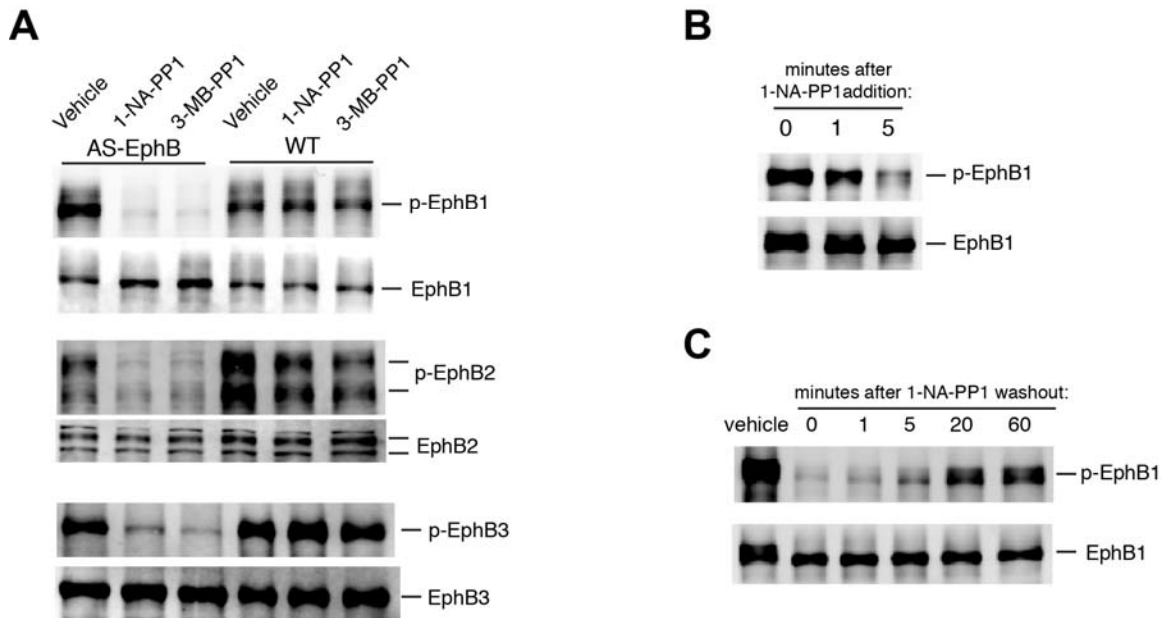 A
Vehicle
1-NA-PP1
3-MB-PP1
Vehicle
1-NA-PP1
3-MB-PP1
AS-EphB
WT
p-EphB1
EphB1
p-EphB2
EphB2
p-EphB3
EphB3
B
minutes after
1-NA-PP1addition:
0 1 5
p-EphB1
EphB1
C
minutes after 1-NA-PP1 washout:
vehicle 0 1 5 20 60
p-EphB1
EphB1